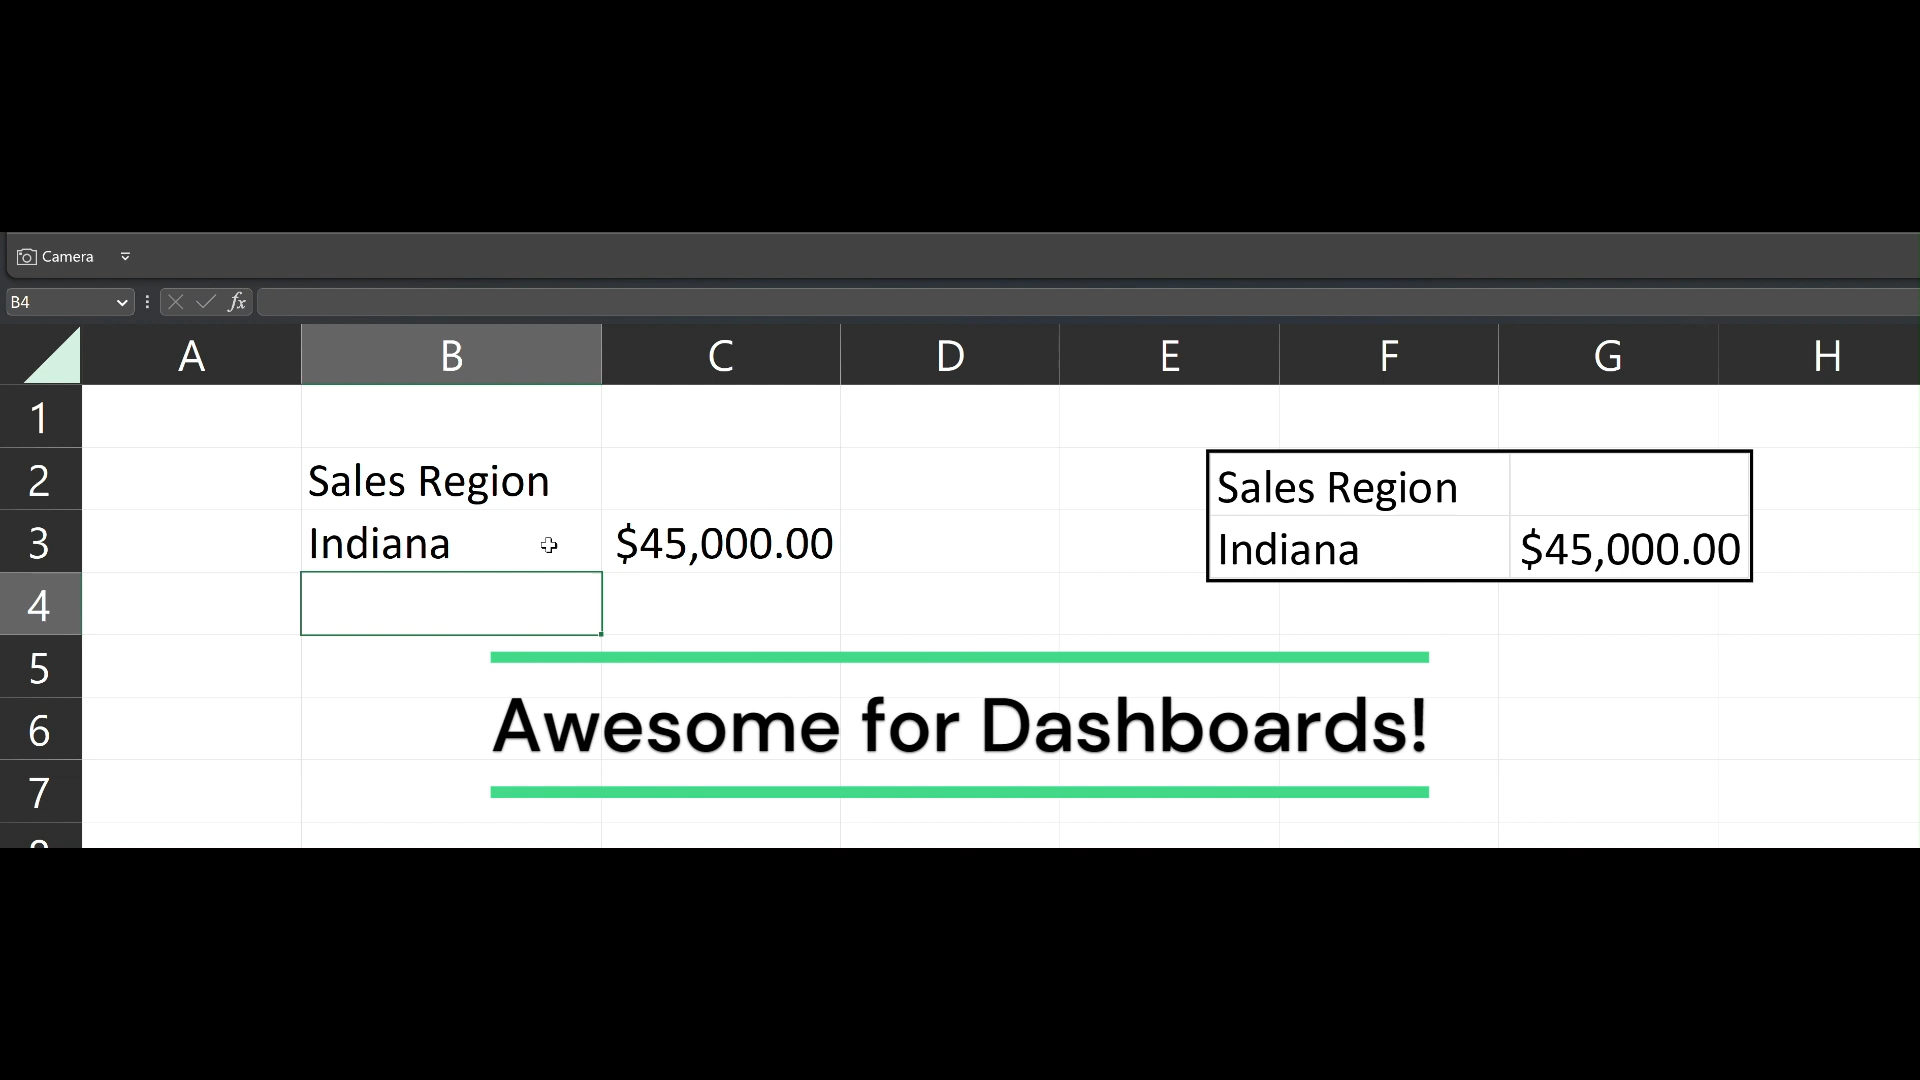 Camera
B4
fx
A B C D E F G H
1
2 Sales Region
3 Indiana $45,000.00
4
5
6
7
Sales Region
Indiana $45,000.00
Awesome for Dashboards!